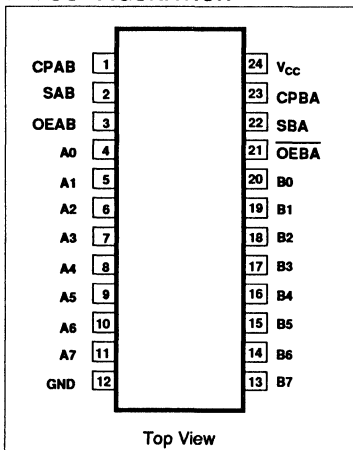 CPAB 1 24 VCC
SAB 2 23 CPBA
OEAB 3 22 SBA
A0 4 21 O̅E̅B̅A̅
A1 5 20 B0
A2 6 19 B1
A3 7 18 B2
A4 8 17 B3
A5 9 16 B4
A6 10 15 B5
A7 11 14 B6
GND 12 13 B7
Top View